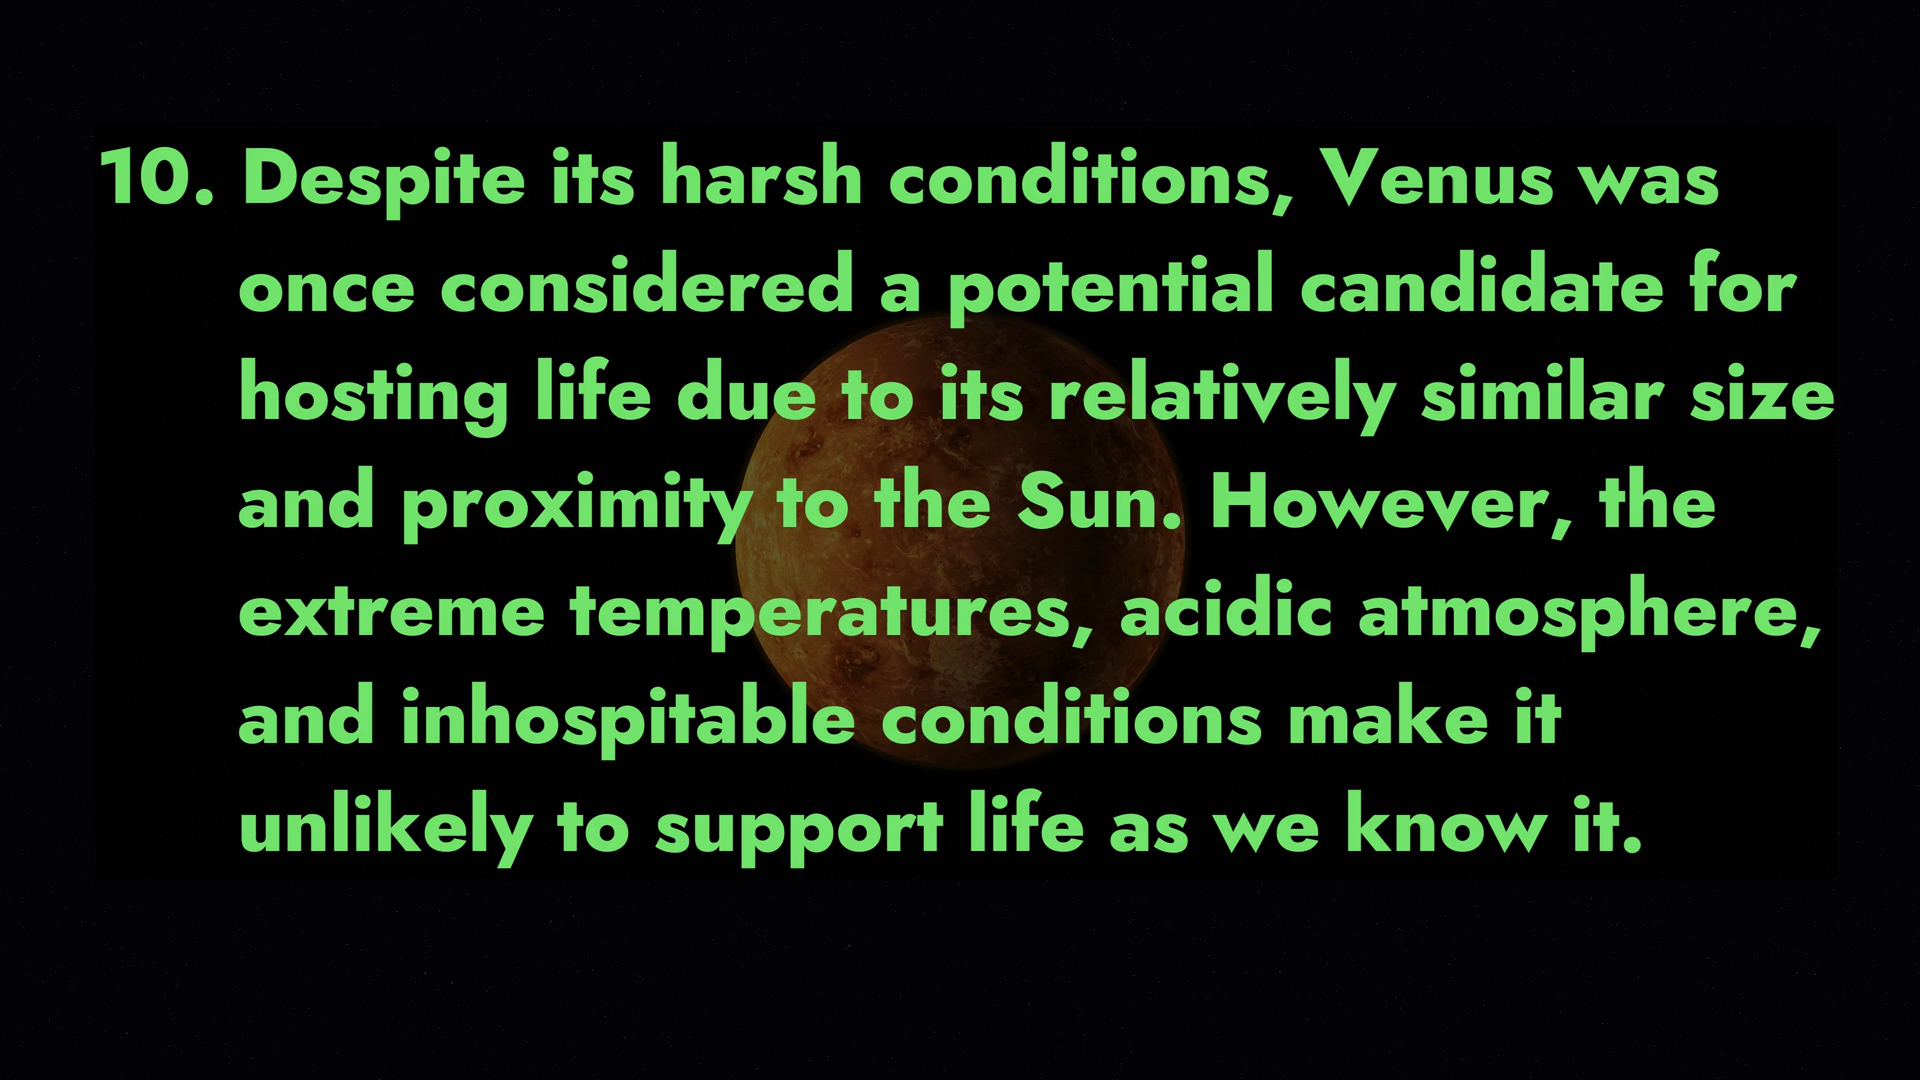 10. Despite its harsh conditions, Venus was
once considered a potential candidate for
hosting life due to its relatively similar size
and proximity to the Sun. However, the
extreme temperatures, acidic atmosphere,
and inhospitable conditions make it
unlikely to support life as we know it.